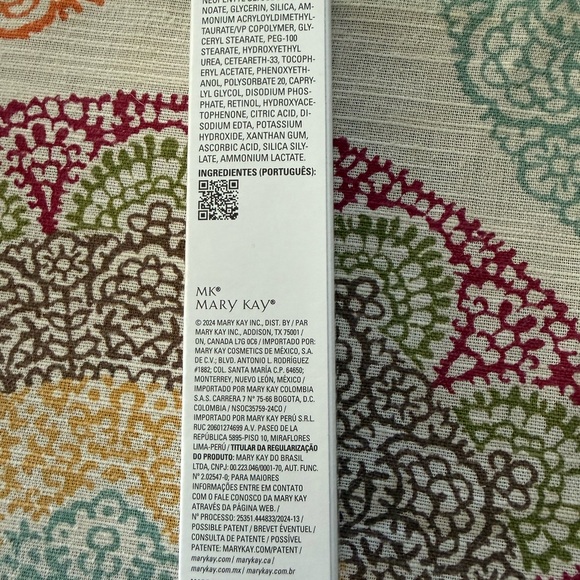 NOATE, GLYCERIN, SILICA, AM-
MONIUM ACRYLOYLDIMETHYL-
TAURATE/VP COPOLYMER, GLY-
CERYL STEARATE, PEG-100
STEARATE, HYDROXYETHYL
UREA, CETEARETH-33, TOCOPH-
ERYL ACETATE, PHENOXYETH-
ANOL, POLYSORBATE 20, CAPRY-
LYL GLYCOL, DISODIUM PHOS-
PHATE, RETINOL, HYDROXYACE-
TOPHENONE, CITRIC ACID, DI-
SODIUM EDTA, POTASSIUM
HYDROXIDE, XANTHAN GUM,
ASCORBIC ACID, SILICA SILY-
LATE, AMMONIUM LACTATE.
INGREDIENTES (PORTUGUÊS):
MK®
MARY KAY®
© 2024 MARY KAY INC., DIST. BY / PAR
MARY KAY INC., ADDISON, TX 75001 /
ON, CANADA L7G 0C6 / IMPORTADO POR:
MARY KAY COSMETICS DE MÉXICO, S.A.
DE C.V.; BLVD. ANTONIO L. RODRÍGUEZ
#1882; COL. SANTA MARÍA C.P. 64650;
MONTERREY, NUEVO LEÓN, MÉXICO /
IMPORTADO POR MARY KAY COLOMBIA
S.A.S. CARRERA 7 N° 75-66 BOGOTA, D.C.
COLOMBIA / NSOC35759-24CO /
IMPORTADO POR MARY KAY PERÚ S.R.L.
RUC 20601274699 A.V. PASEO DE LA
REPÚBLICA 5895-PISO 10, MIRAFLORES
LIMA-PERÚ / TITULAR DA REGULARIZAÇÃO
DO PRODUTO: MARY KAY DO BRASIL
LTDA, CNPJ: 00.223.046/0001-70, AUT. FUNC.
N° 2.02547-0; PARA MAIORES
INFORMAÇÕES ENTRE EM CONTATO
COM O FALE CONOSCO DA MARY KAY
ATRAVÉS DA PÁGINA WEB. /
N° PROCESSO: 25351.444833/2024-13 /
POSSIBLE PATENT / BREVET ÉVENTUEL /
CONSULTA DE PATENTE / POSSÍVEL
PATENTE: MARYKAY.COM/PATENT /
marykay.com / marykay.ca /
marykay.com.mx / marykay.com.br